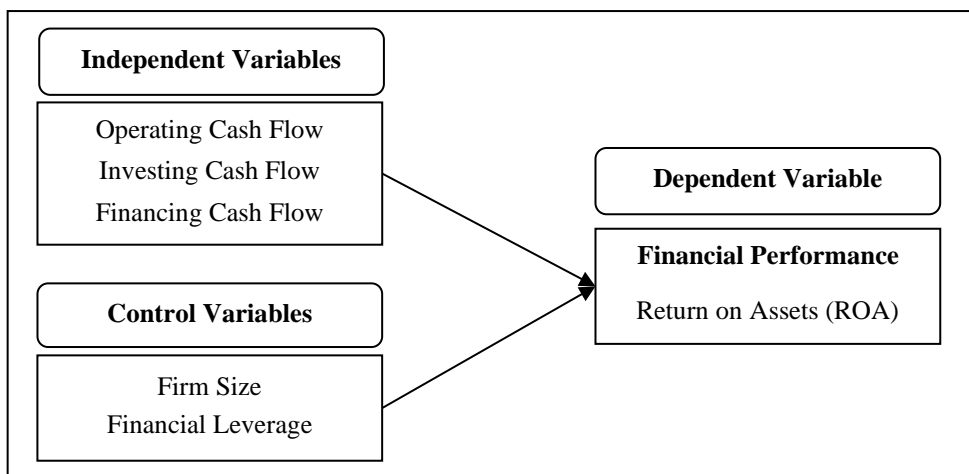 Independent Variables
Operating Cash Flow
Investing Cash Flow
Financing Cash Flow
Control Variables
Firm Size
Financial Leverage
Dependent Variable
Financial Performance
Return on Assets (ROA)